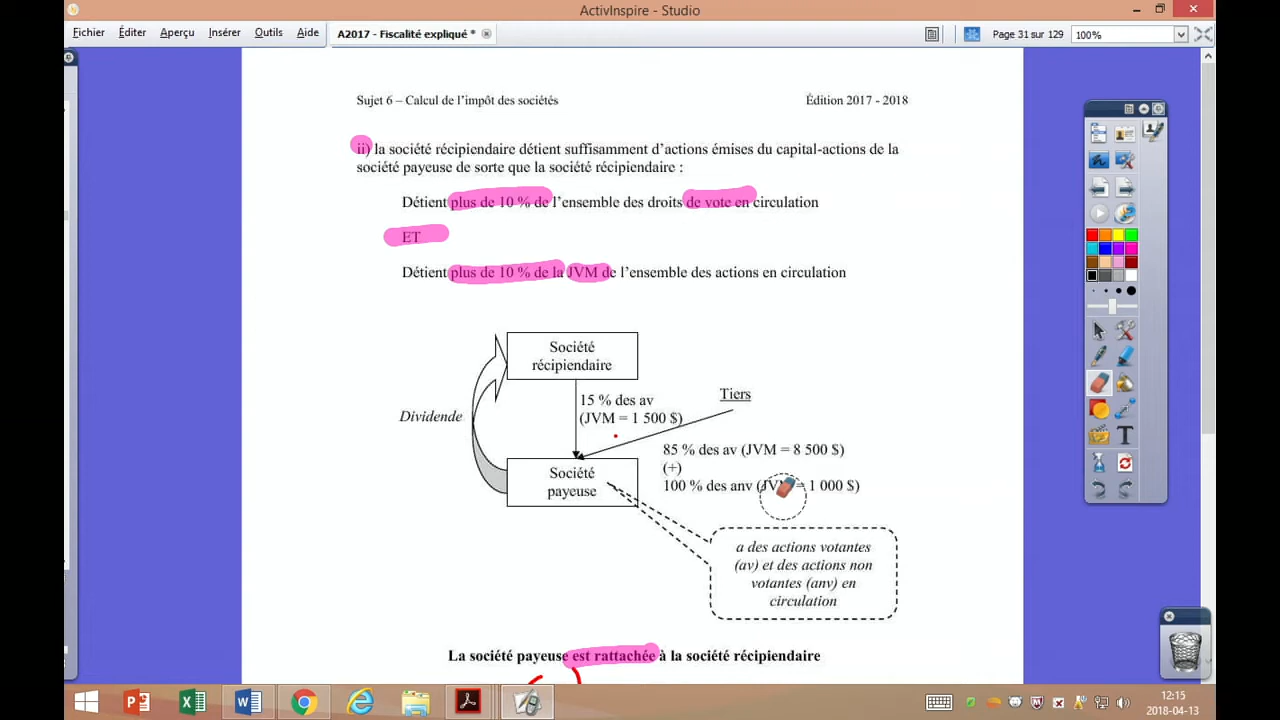 ActivInspire - Studio
Fichier Éditer Aperçu Insérer Outils Aide A2017 - Fiscalité expliqué * Page 31 sur 129 100%
Sujet 6 – Calcul de l'impôt des sociétés Édition 2017 - 2018
ii) la société récipiendaire détient suffisamment d'actions émises du capital-actions de la
société payeuse de sorte que la société récipiendaire :
Détient plus de 10 % de l'ensemble des droits de vote en circulation
ET
Détient plus de 10 % de la JVM de l'ensemble des actions en circulation
Société
récipiendaire
15 % des av
(JVM = 1 500 $)
Tiers
Dividende
85 % des av (JVM = 8 500 $)
(+)
100 % des anv (JVM = 1 000 $)
Société
payeuse
a des actions votantes
(av) et des actions non
votantes (anv) en
circulation
La société payeuse est rattachée à la société récipiendaire
12:15
2018-04-13